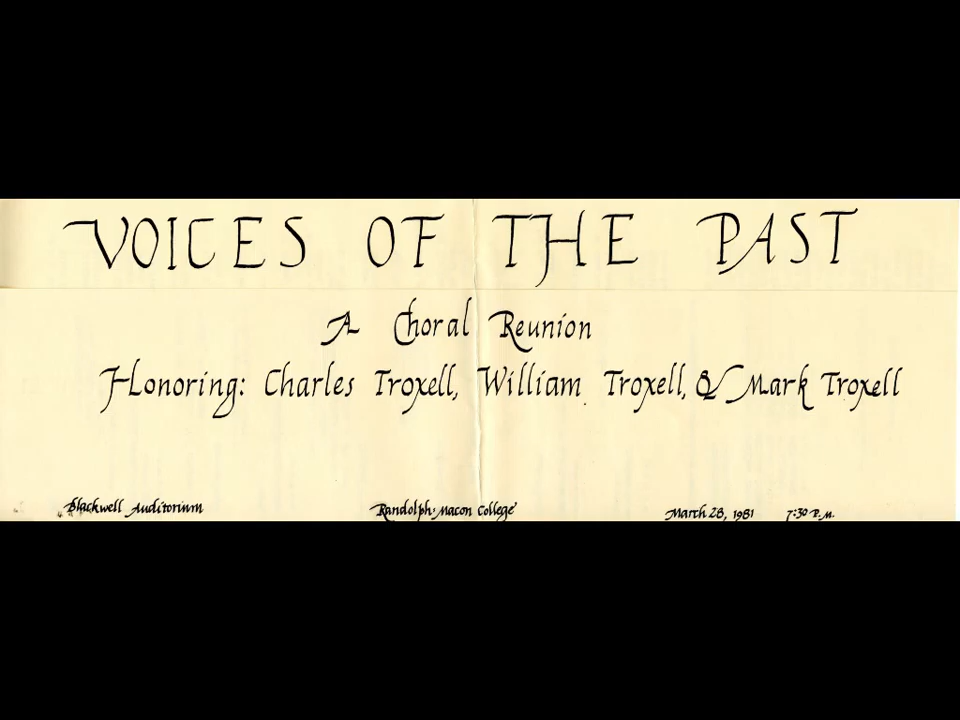 VOICES OF THE PAST
A Choral Reunion
Honoring: Charles Troxell, William Troxell, & Mark Troxell
Blackwell Auditorium Randolph-Macon College March 28, 1981 7:30 P.M.